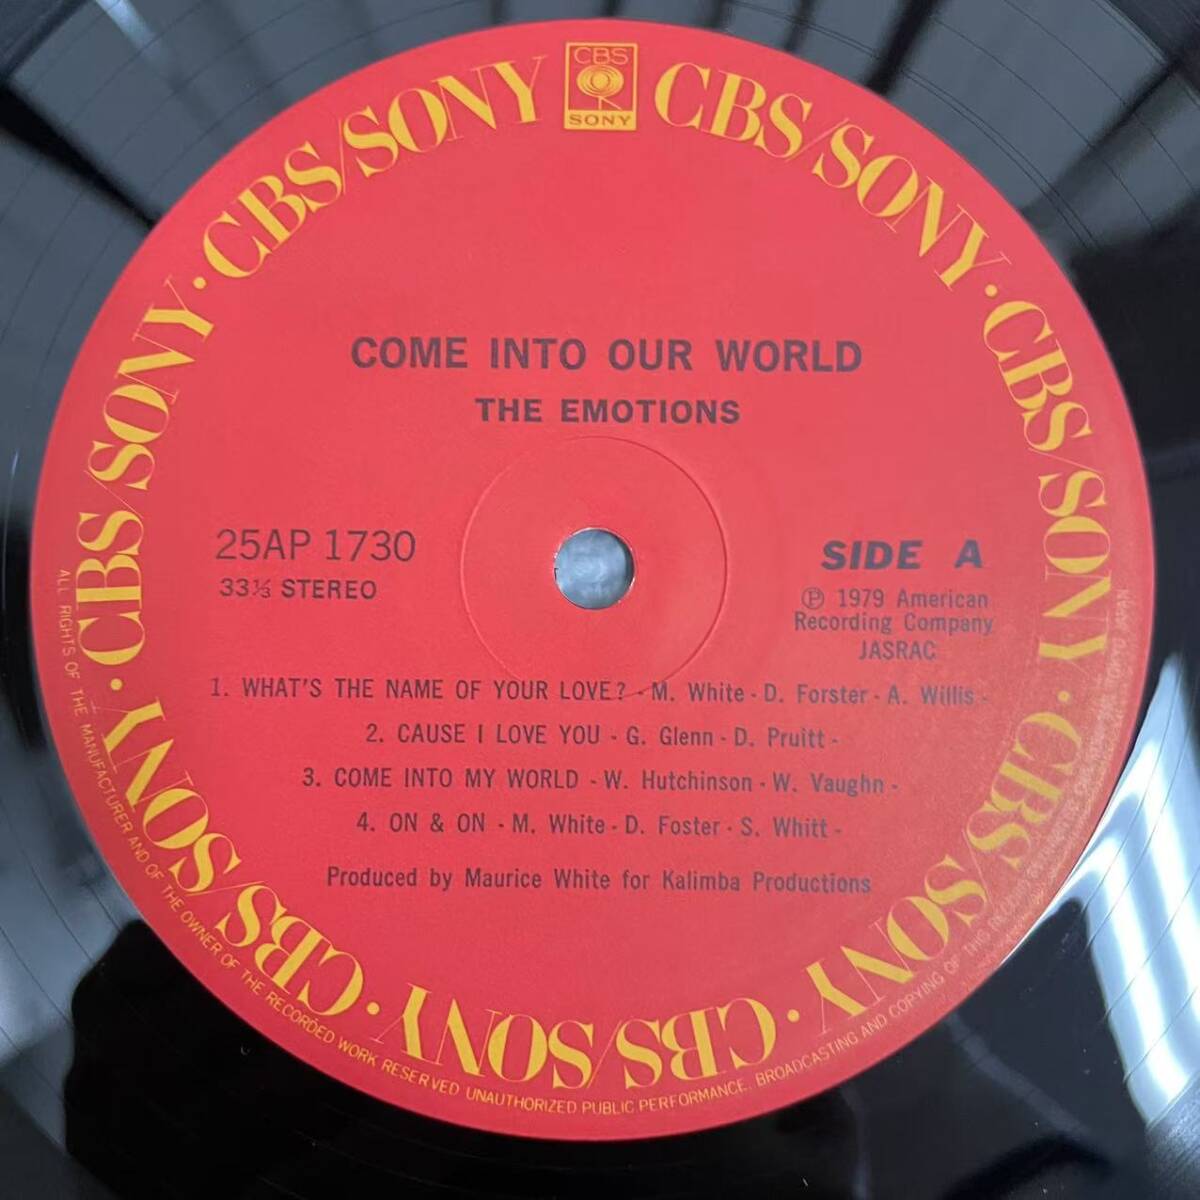 CBS
SONY
CBS/SONY · CBS/SONY · CBS/SONY · CBS/SONY · CBS/SONY · CBS/SONY · CBS/SONY · CBS/SONY
COME INTO OUR WORLD
THE EMOTIONS
25AP 1730
33⅓ STEREO
SIDE A
Ⓟ 1979 American
Recording Company
JASRAC
1. WHAT'S THE NAME OF YOUR LOVE? - M. White - D. Forster - A. Willis -
2. CAUSE I LOVE YOU - G. Glenn - D. Pruitt -
3. COME INTO MY WORLD - W. Hutchinson - W. Vaughn -
4. ON & ON - M. White - D. Foster - S. Whitt -
Produced by Maurice White for Kalimba Productions
ALL RIGHTS OF THE MANUFACTURER AND OF THE OWNER OF THE RECORDED WORK RESERVED UNAUTHORIZED PUBLIC PERFORMANCE, BROADCASTING AND COPYING OF THIS RECORD JAPAN